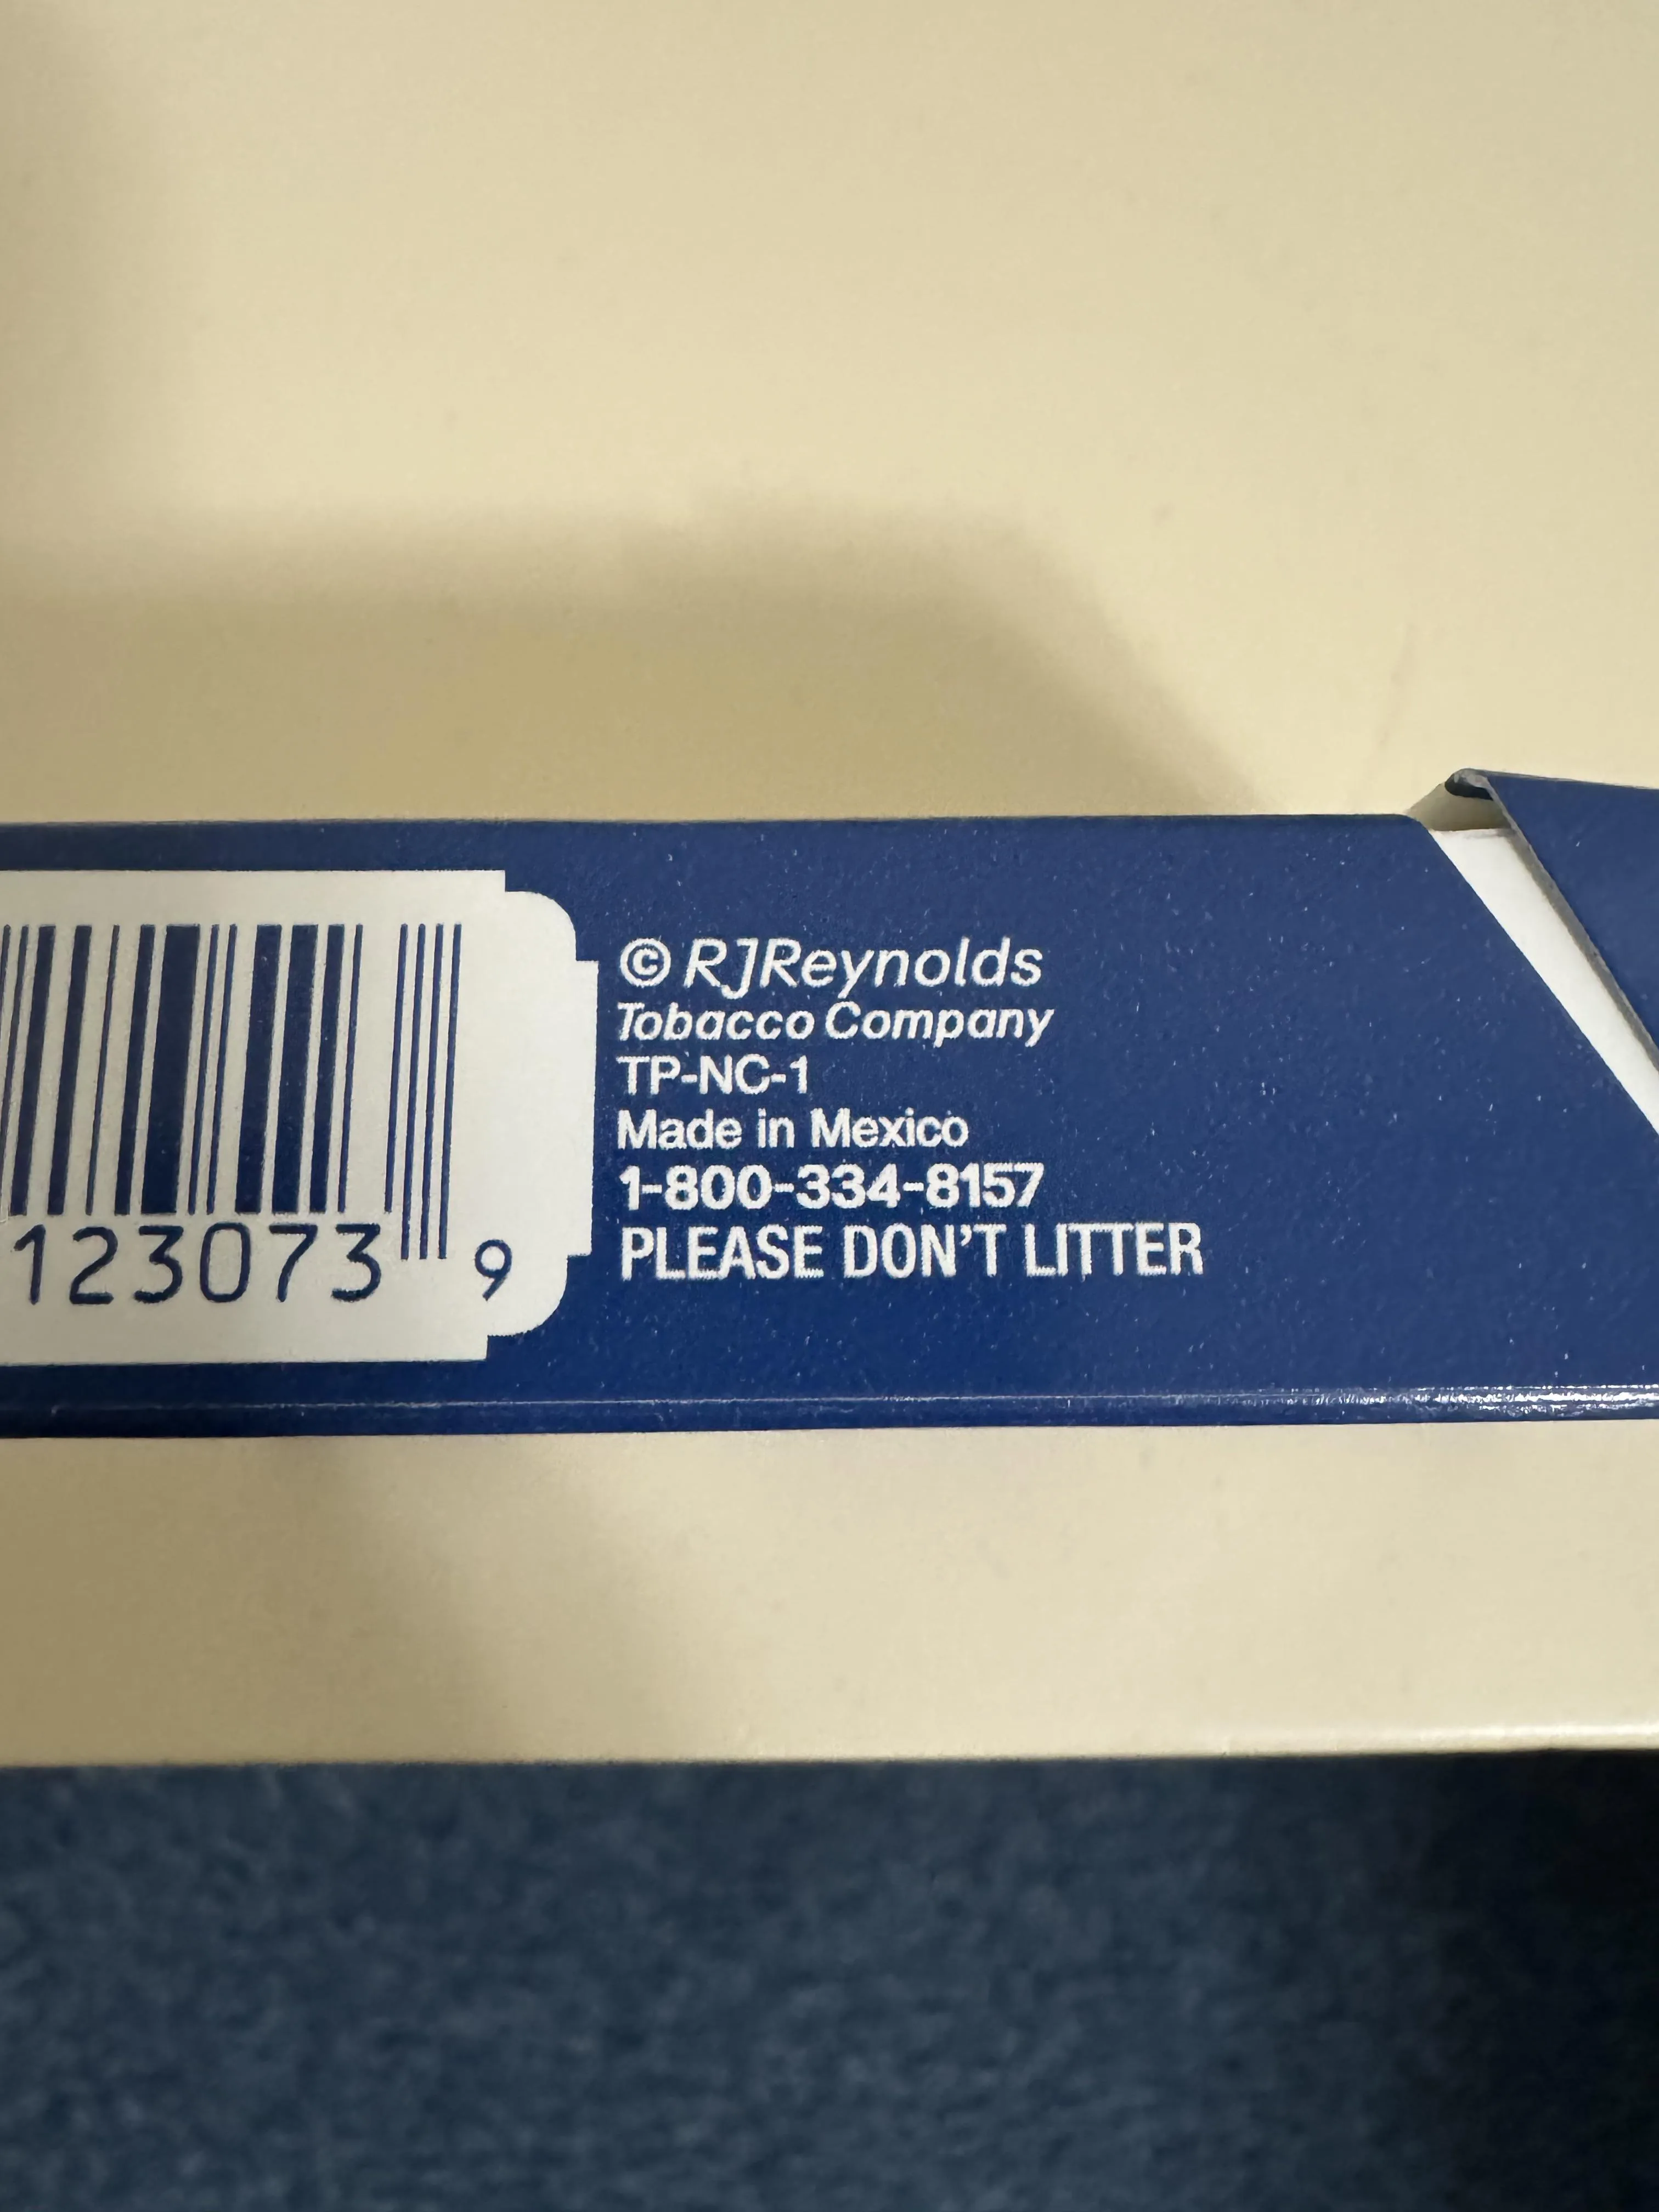 123073 9
© RJReynolds
Tobacco Company
TP-NC-1
Made in Mexico
1-800-334-8157
PLEASE DON'T LITTER